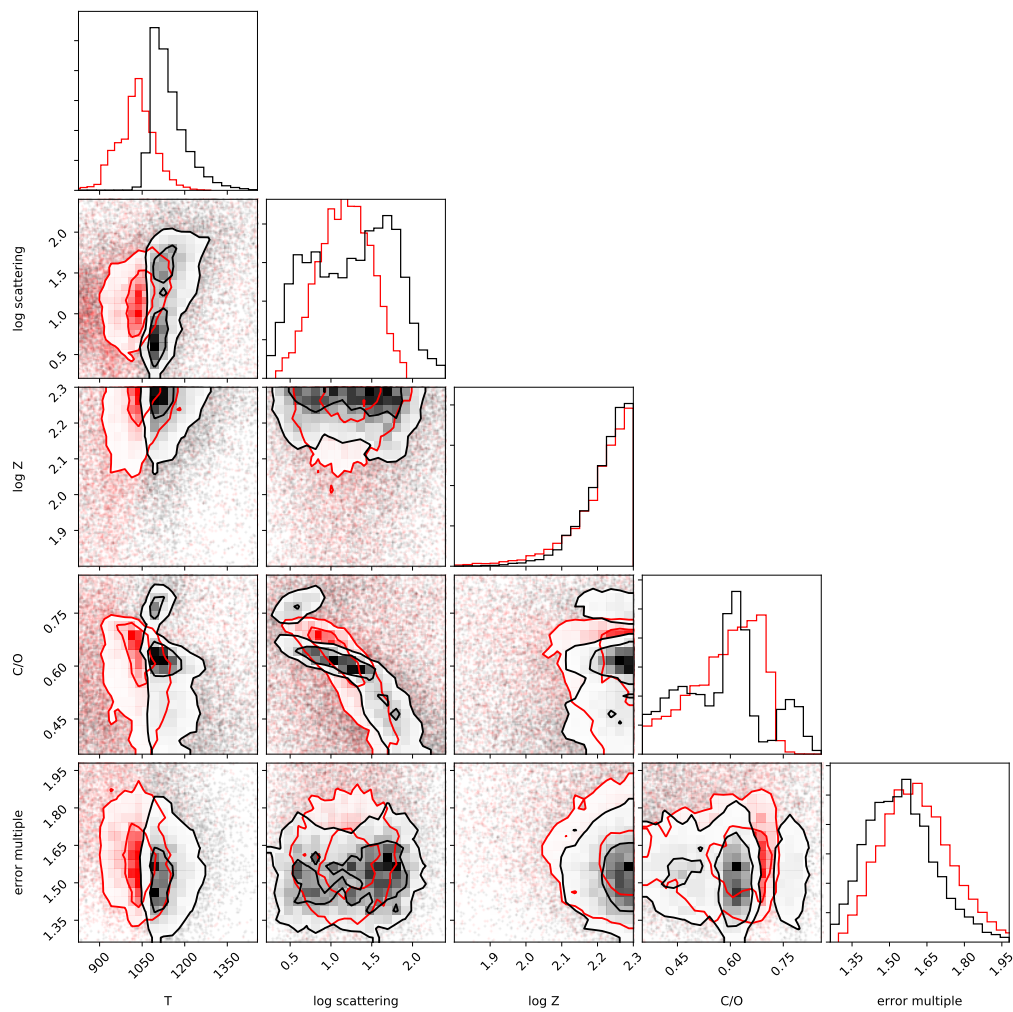 log scattering
2.0
1.5
1.0
0.5
log Z
2.3
2.2
2.1
2.0
1.9
C/O
0.75
0.60
0.45
error multiple
1.95
1.80
1.65
1.50
1.35
900 1050 1200 1350
0.5 1.0 1.5 2.0
1.9 2.0 2.1 2.2 2.3
0.45 0.60 0.75
1.35 1.50 1.65 1.80 1.95
T log scattering log Z C/O error multiple